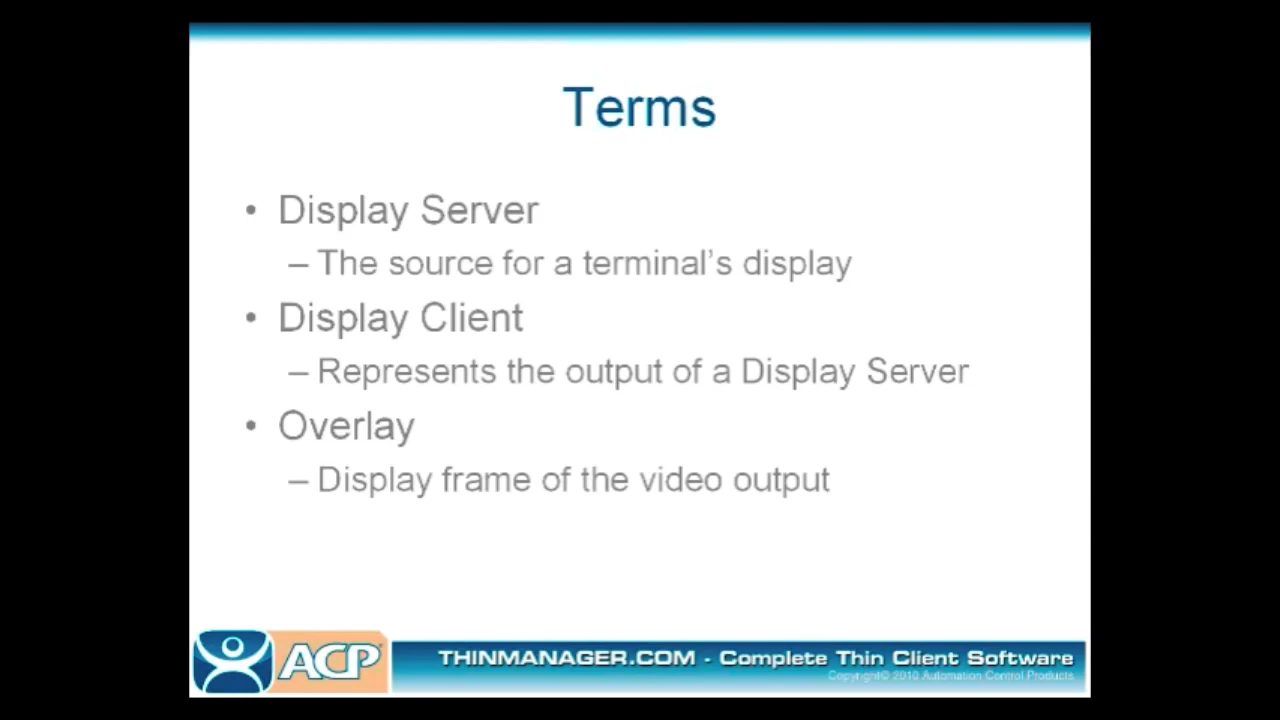 Terms
• Display Server
– The source for a terminal's display
• Display Client
– Represents the output of a Display Server
• Overlay
– Display frame of the video output
ACP
THINMANAGER.COM - Complete Thin Client Software
Copyright© 2010 Automation Control Products